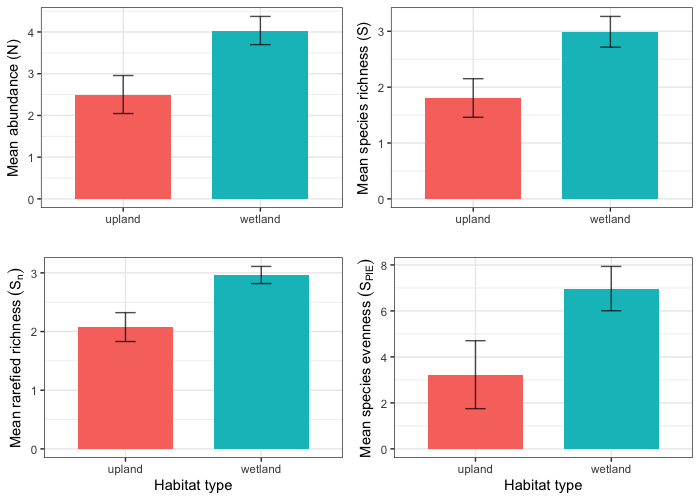 Mean abundance (N)
4
3
2
1
0
upland wetland
Mean species richness (S)
3
2
1
0
upland wetland
Mean rarefied richness (Sn)
3
2
1
0
upland wetland
Habitat type
Mean species evenness (SPIE)
8
6
4
2
0
upland wetland
Habitat type